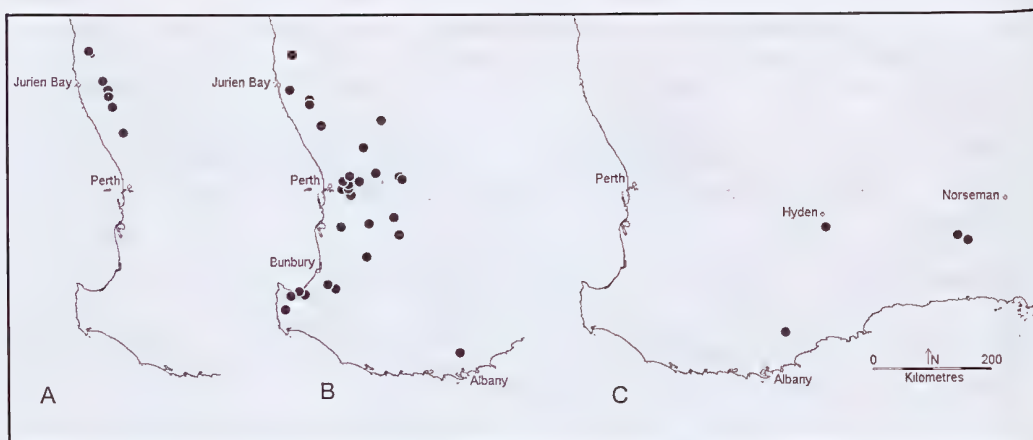 Jurien Bay
Perth
A
Jurien Bay
Perth
Bunbury
Albany
B
Perth
Hyden
Norseman
Albany
0 N 200
Kilometres
C